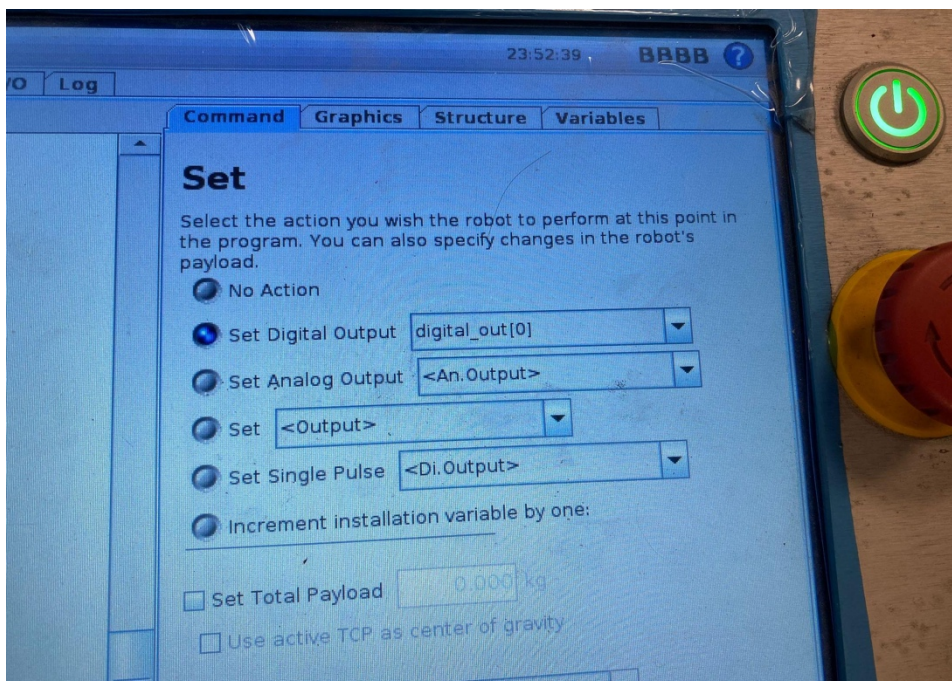 23:52:39 BBBB ?
/O Log
Command Graphics Structure Variables
Set
Select the action you wish the robot to perform at this point in
the program. You can also specify changes in the robot's
payload.
No Action
Set Digital Output digital_out[0]
Set Analog Output <An.Output>
Set <Output>
Set Single Pulse <Di.Output>
Increment installation variable by one:
Set Total Payload 0.000 kg
Use active TCP as center of gravity